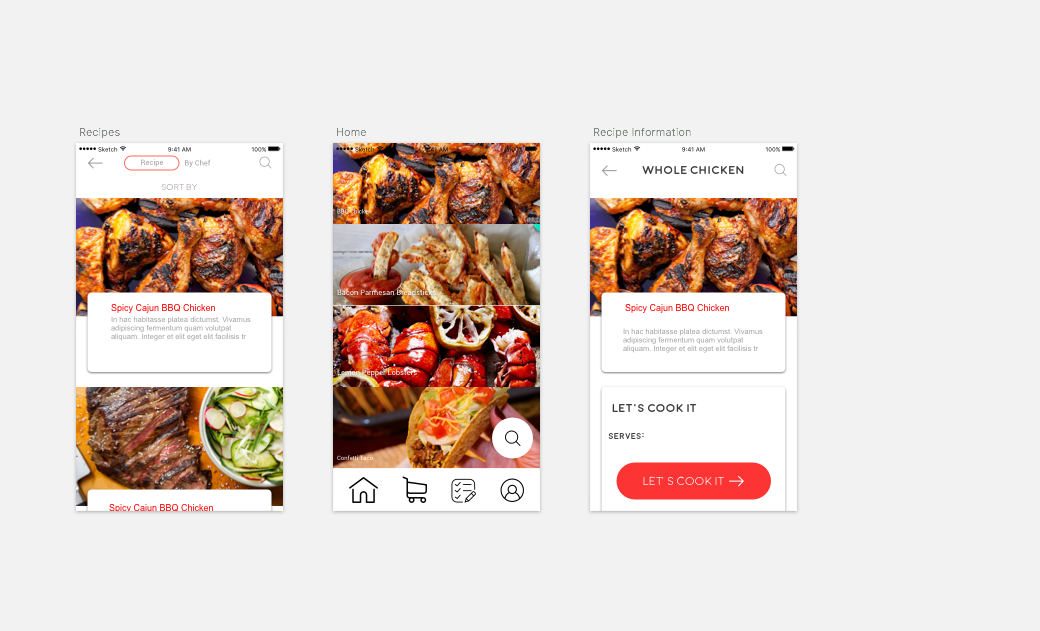 Recipes
Sketch 9:41 AM 100%
Recipe By Chef
SORT BY
Spicy Cajun BBQ Chicken
In hac habitasse platea dictumst. Vivamus
adipiscing fermentum quam volutpat
aliquam. Integer et elit eget facilisis tr
Spicy Cajun BBQ Chicken
Home
Sketch 9:41 AM
BBQ Chicken
Bacon Parmesan Breadsticks
Lemon Pepper Lobsters
Confetti Taco
Recipe Information
Sketch 9:41 AM 100%
WHOLE CHICKEN
Spicy Cajun BBQ Chicken
In hac habitasse platea dictumst. Vivamus
adipiscing fermentum quam volutpat
aliquam. Integer et elit eget facilisis tr
LET'S COOK IT
SERVES:
LET'S COOK IT